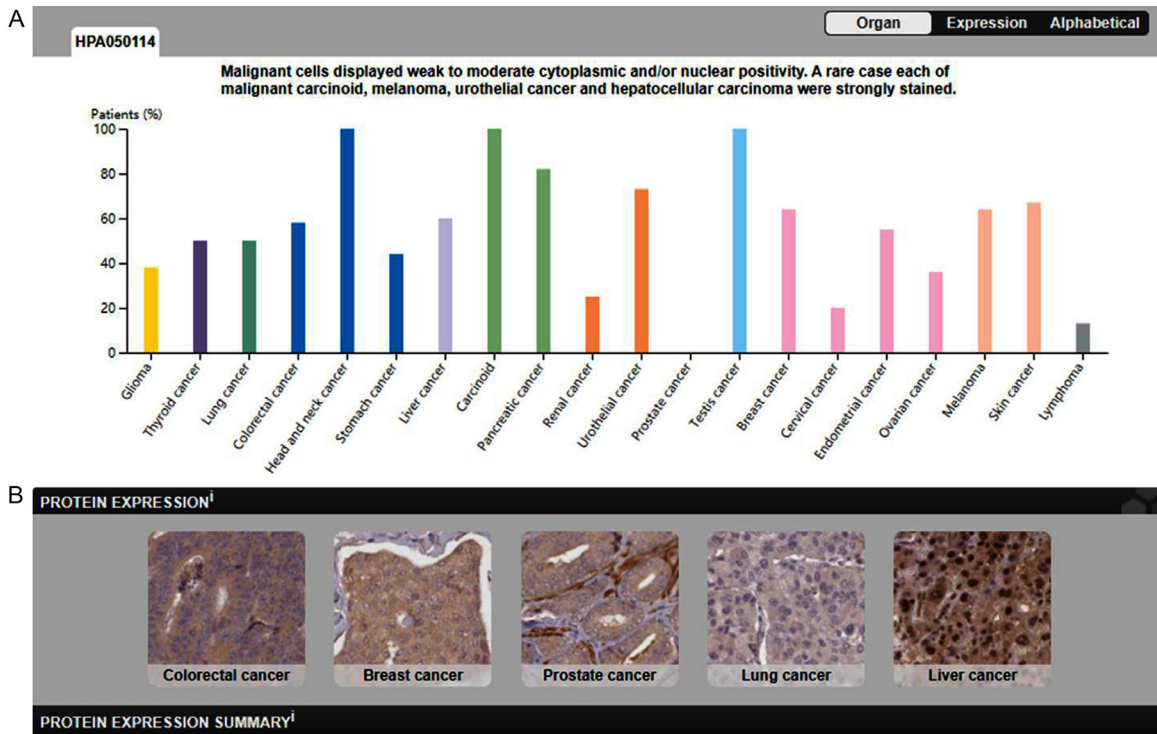 A
Organ Expression Alphabetical
HPA050114
Malignant cells displayed weak to moderate cytoplasmic and/or nuclear positivity. A rare case each of
malignant carcinoid, melanoma, urothelial cancer and hepatocellular carcinoma were strongly stained.
Patients (%)
100
80
60
40
20
0
Glioma
Thyroid cancer
Lung cancer
Colorectal cancer
Head and neck cancer
Stomach cancer
Liver cancer
Carcinoid
Pancreatic cancer
Renal cancer
Urothelial cancer
Prostate cancer
Testis cancer
Breast cancer
Cervical cancer
Endometrial cancer
Ovarian cancer
Melanoma
Skin cancer
Lymphoma
B
PROTEIN EXPRESSIONⁱ
Colorectal cancer
Breast cancer
Prostate cancer
Lung cancer
Liver cancer
PROTEIN EXPRESSION SUMMARYⁱ